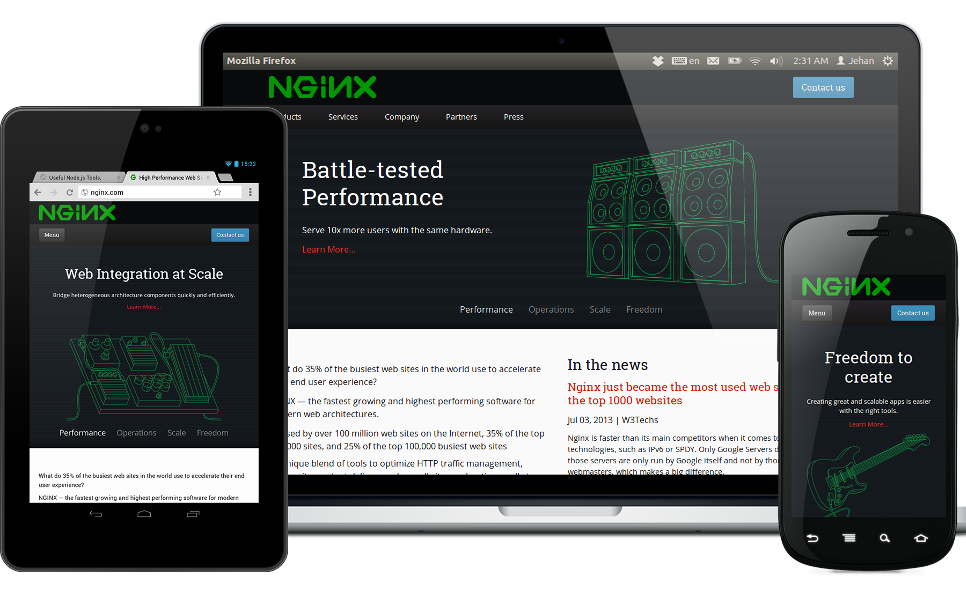 Mozilla Firefox
en
2:31 AM
Jehan
NGINX
Contact us
Services
Company
Partners
Press
Battle-tested
Performance
Serve 10x more users with the same hardware.
Learn More...
Performance
Operations
Scale
Freedom
do 35% of the busiest web sites in the world use to accelerate
end user experience?
— the fastest growing and highest performing software for
web architectures.
by over 100 million web sites on the Internet, 35% of the top
sites, and 25% of the top 100,000 busiest web sites
blend of tools to optimize HTTP traffic management,
In the news
Nginx just became the most used web
the top 1000 websites
Jul 03, 2013 | W3Techs
Nginx is faster than its main competitors when it comes
technologies, such as IPv6 or SPDY. Only Google Servers
those servers are only run by Google itself and not by
webmasters, which makes a big difference.
15:23
Useful Node.js Tools,
High Performance Web
nginx.com
NGINX
Menu
Contact us
Web Integration at Scale
Bridge heterogeneous architecture components quickly and efficiently.
Learn More...
Performance
Operations
Scale
Freedom
What do 35% of the busiest web sites in the world use to accelerate their end
user experience?
NGINX — the fastest growing and highest performing software for modern
NGINX
Menu
Contact us
Freedom to
create
Creating great and scalable apps is easier
with the right tools.
Learn More...